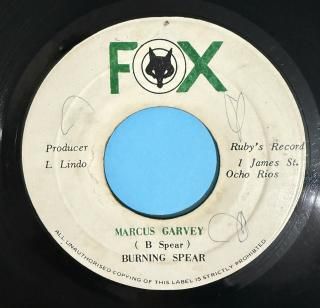 FOX
Producer
L. Lindo
Ruby's Record
1 James St.
Ocho Rios
MARCUS GARVEY
( B Spear )
BURNING SPEAR
ALL UNAUTHORISED COPYING OF THIS LABEL IS STRICTLY PROHIBITED